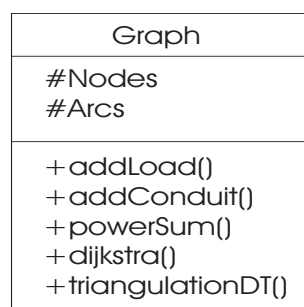 Graph
#Nodes
#Arcs
+addLoad()
+addConduit()
+powerSum()
+dijkstra()
+triangulationDT()